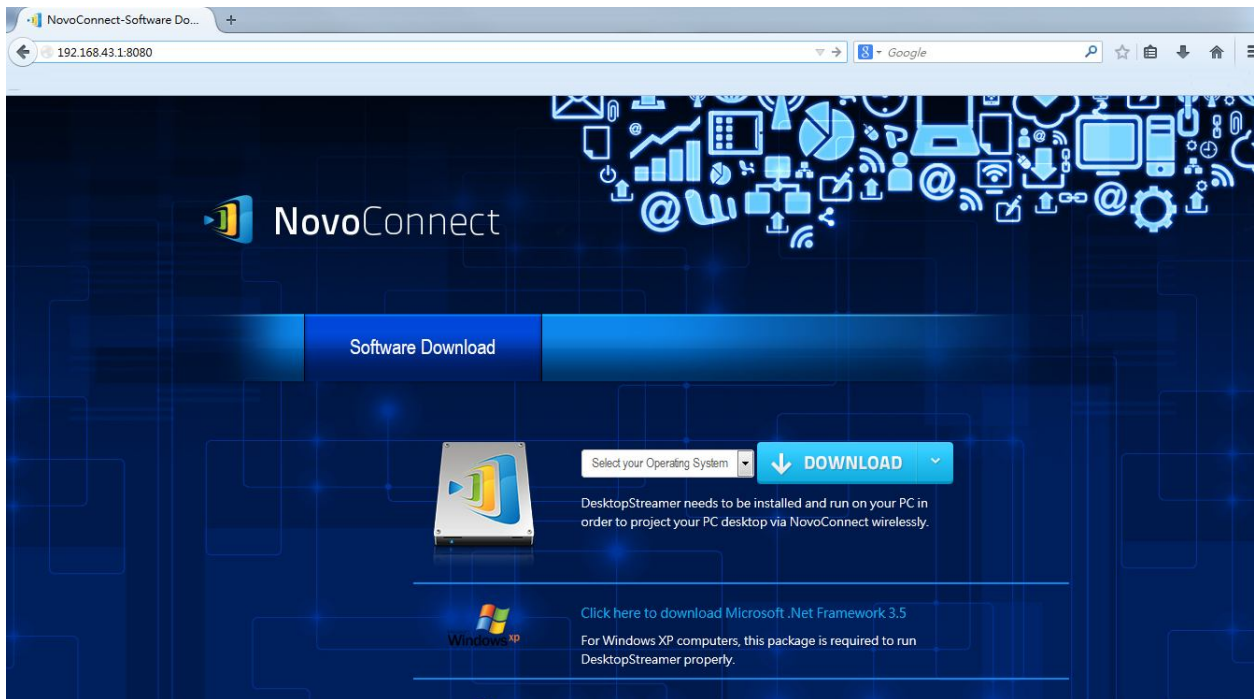 NovoConnect-Software Do...
192.168.43.1:8080
Google
NovoConnect
Software Download
Select your Operating System
DOWNLOAD
DesktopStreamer needs to be installed and run on your PC in
order to project your PC desktop via NovoConnect wirelessly.
Click here to download Microsoft .Net Framework 3.5
Windows xp
For Windows XP computers, this package is required to run
DesktopStreamer properly.